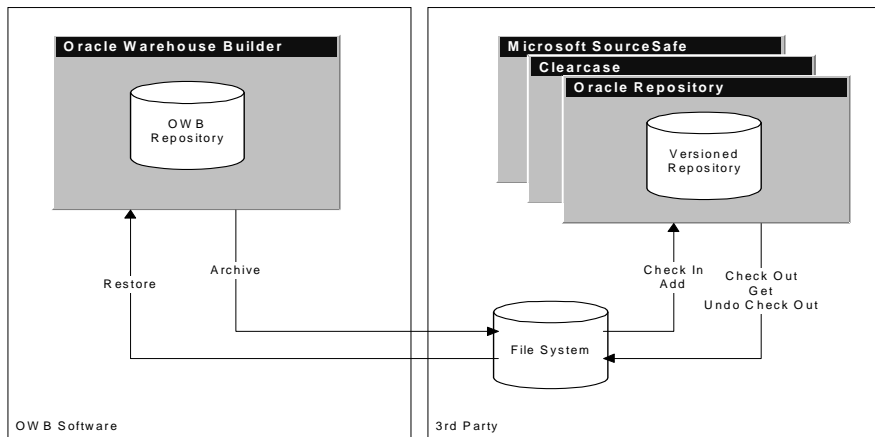 Oracle Warehouse Builder
OWB
Repository
Restore
Archive
OWB Software
Microsoft SourceSafe
Clearcase
Oracle Repository
Versioned
Repository
Check In
Add
Check Out
Get
Undo Check Out
File System
3rd Party